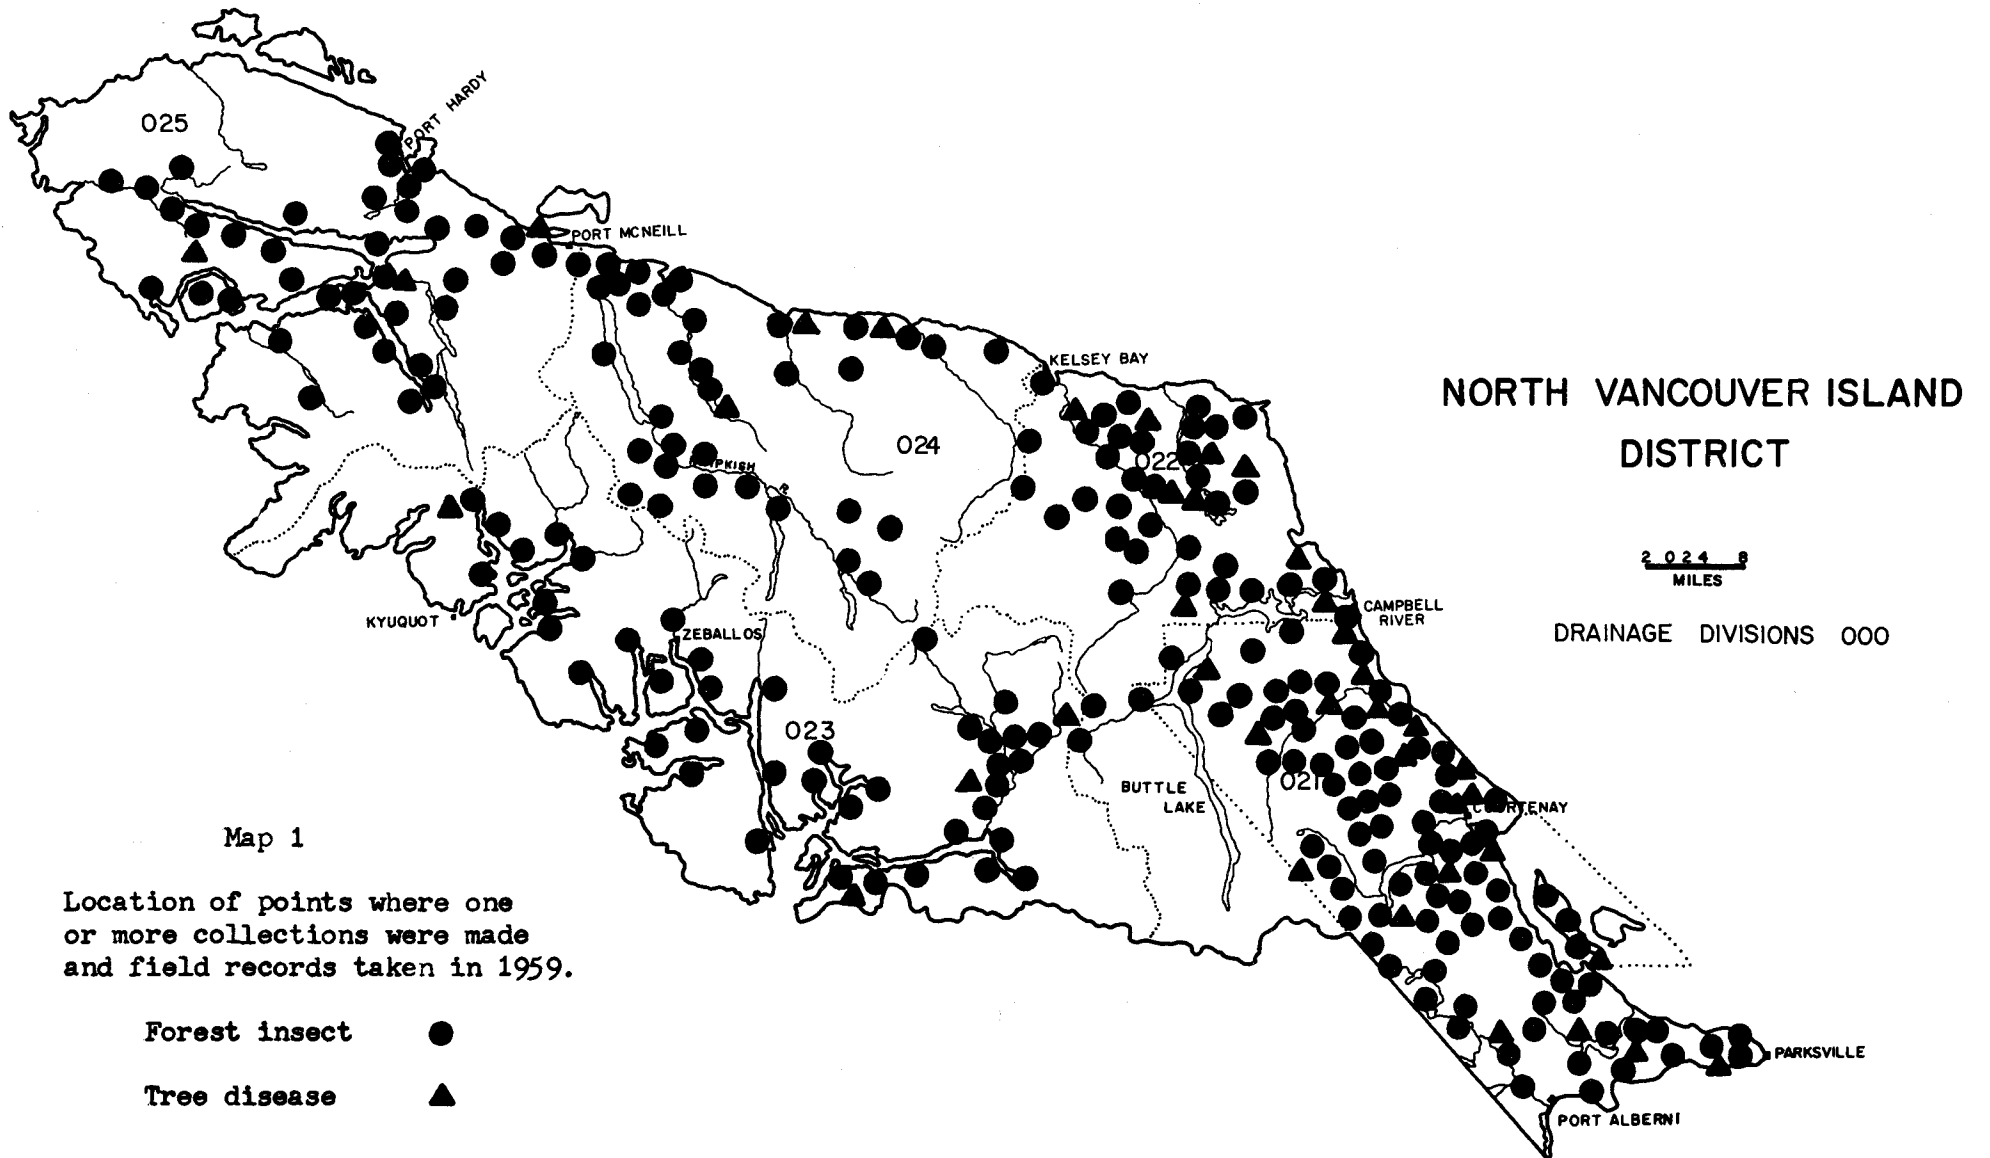 025
PORT HARDY
PORT MCNEILL
KELSEY BAY
NORTH VANCOUVER ISLAND
DISTRICT
024
022
2 0 2 4 8
MILES
CAMPBELL
RIVER
KYUQUOT
ZEBALLOS
DRAINAGE DIVISIONS 000
023
021
BUTTLE
LAKE
COURTENAY
Map 1
Location of points where one
or more collections were made
and field records taken in 1959.
Forest insect
Tree disease
PARKSVILLE
PORT ALBERNI